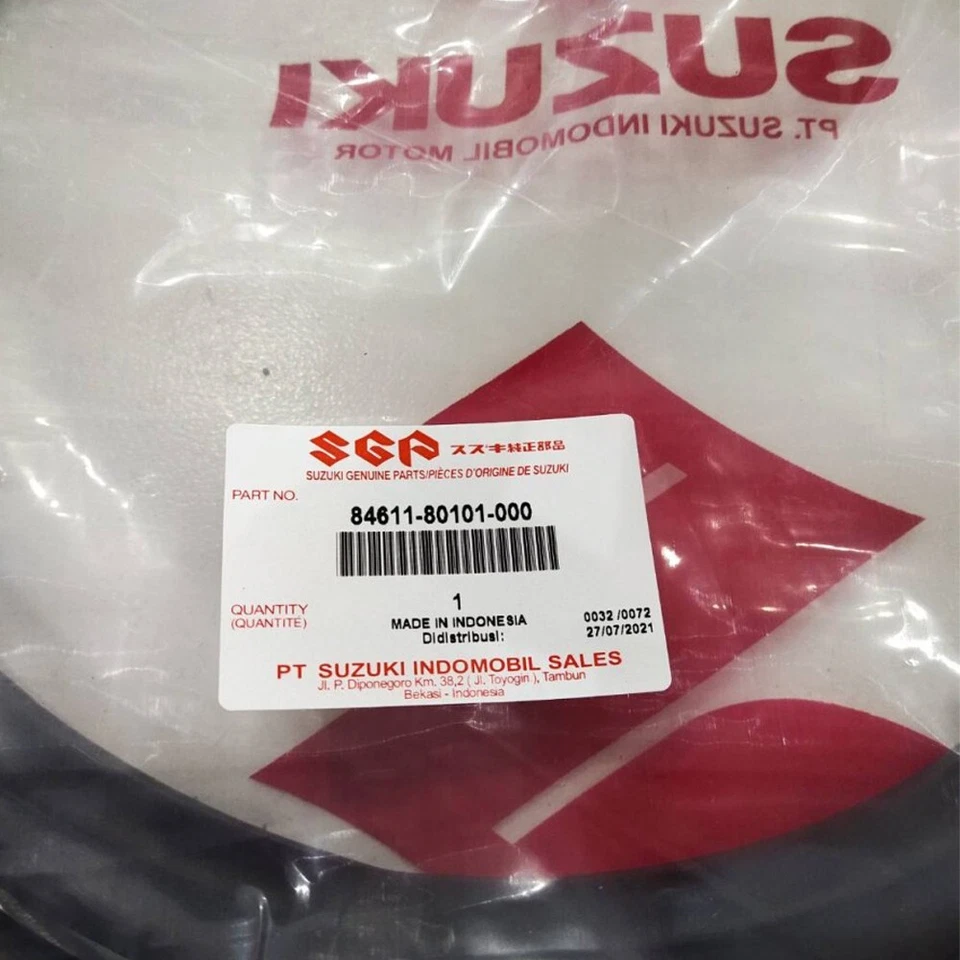 SUZUKI
PT. SUZUKI INDOMOBIL MOTOR
SGP スズキ純正部品
SUZUKI GENUINE PARTS/PIÈCES D'ORIGINE DE SUZUKI
PART NO.
84611-80101-000
1
QUANTITY
(QUANTITÉ)
MADE IN INDONESIA
Didistribusi:
0032 /0072
27/07/2021
PT SUZUKI INDOMOBIL SALES
Jl. P. Diponegoro Km. 38,2 ( Jl. Toyogiri ), Tambun
Bekasi - Indonesia